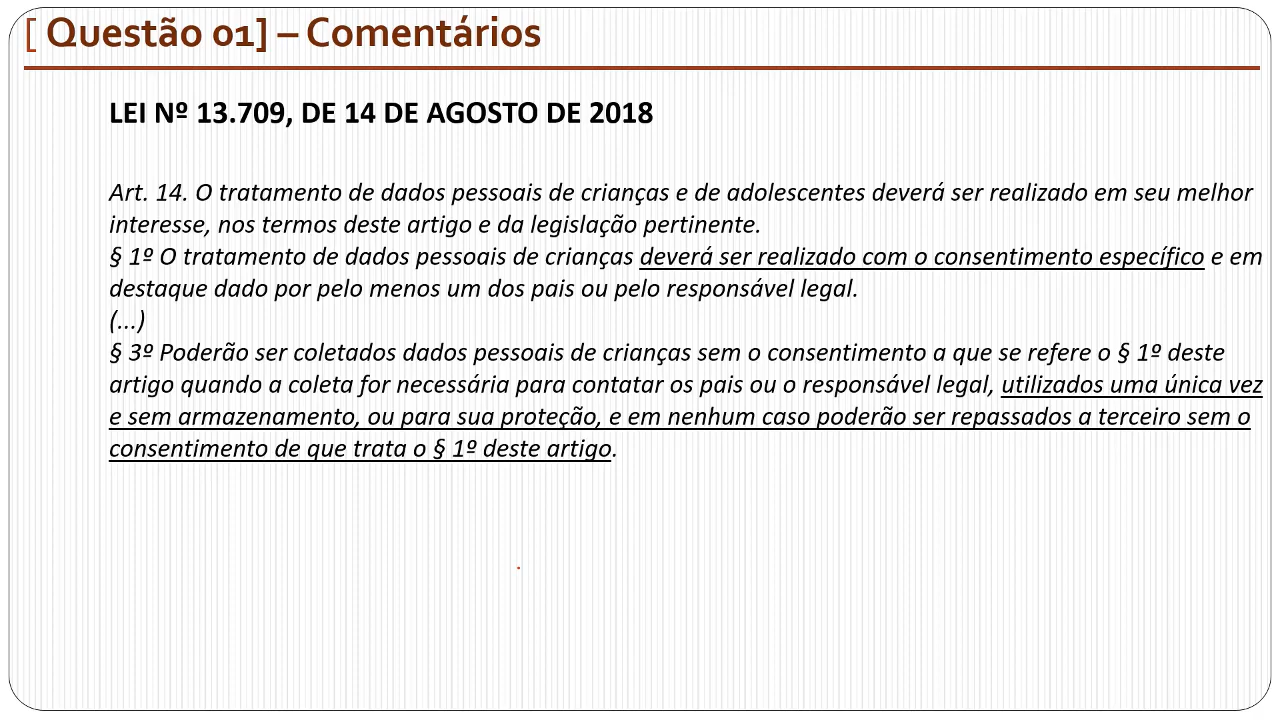 [ Questão 01] – Comentários
LEI Nº 13.709, DE 14 DE AGOSTO DE 2018
Art. 14. O tratamento de dados pessoais de crianças e de adolescentes deverá ser realizado em seu melhor
interesse, nos termos deste artigo e da legislação pertinente.
§ 1º O tratamento de dados pessoais de crianças deverá ser realizado com o consentimento específico e em
destaque dado por pelo menos um dos pais ou pelo responsável legal.
(...)
§ 3º Poderão ser coletados dados pessoais de crianças sem o consentimento a que se refere o § 1º deste
artigo quando a coleta for necessária para contatar os pais ou o responsável legal, utilizados uma única vez
e sem armazenamento, ou para sua proteção, e em nenhum caso poderão ser repassados a terceiro sem o
consentimento de que trata o § 1º deste artigo.